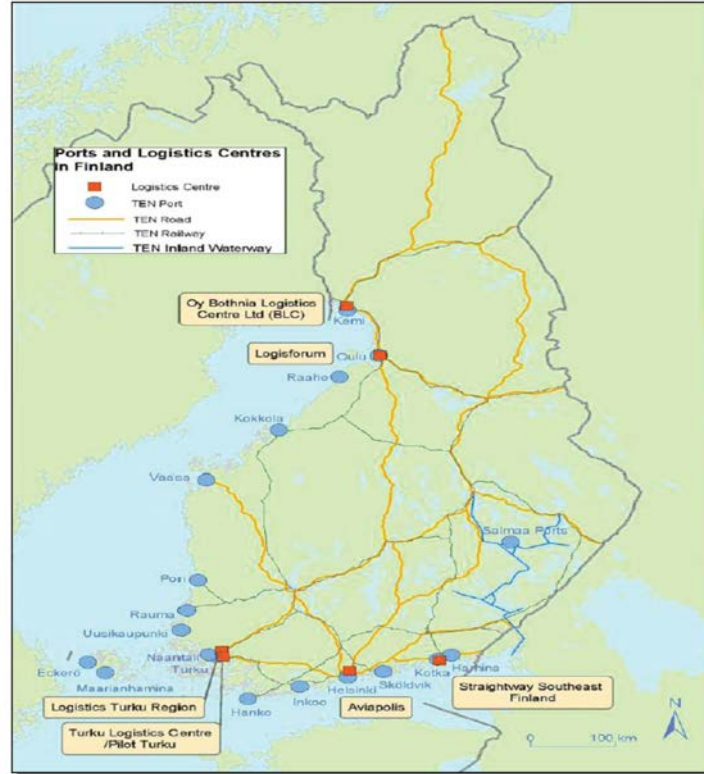 Ports and Logistics Centres
in Finland
Logistics Centre
TEN Port
TEN Road
TEN Railway
TEN Inland Waterway
Oy Bothnia Logistics
Centre Ltd (BLC)
Kemi
Logisforum
Oulu
Raahe
Kokkola
Vaasa
Saimaa Ports
Pori
Rauma
Uusikaupunki
Naantali
Turku
Eckerö
Maarianhamina
Hanko
Inkoo
Helsinki
Sköldvik
Kotka
Hamina
Logistics Turku Region
Aviapolis
Straightway Southeast
Finland
Turku Logistics Centre
/Pilot Turku
N
0 100 km